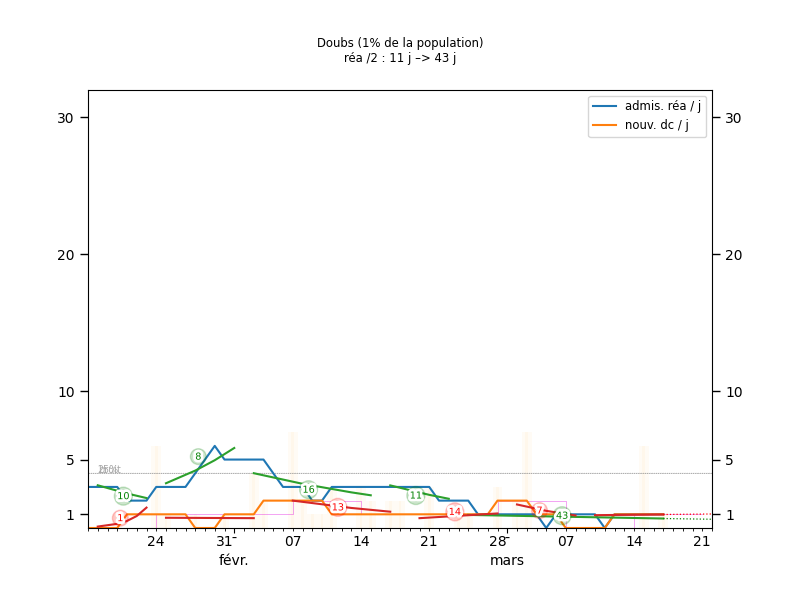 Doubs (1% de la population)
réa /2 : 11 j –> 43 j
admis. réa / j
nouv. dc / j
30 30
20 20
10 10
5 5
1 1
8
10
1
16
13
11
14
7
43
24 31 07 14 21 28 07 14 21
févr. mars